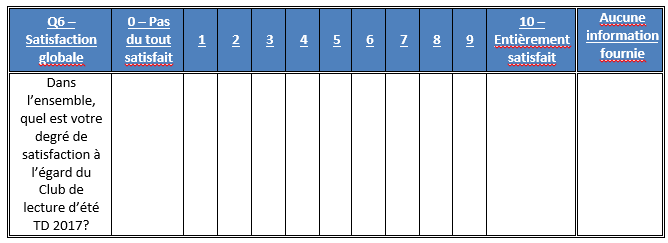 Q6 –
Satisfaction
globale
0 – Pas
du tout
satisfait
1
2
3
4
5
6
7
8
9
10 –
Entièrement
satisfait
Aucune
information
fournie
Dans
l’ensemble,
quel est votre
degré de
satisfaction à
l’égard du
Club de
lecture d’été
TD 2017?